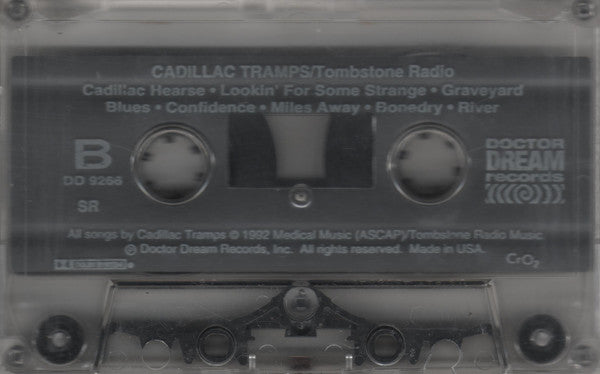 CADILLAC TRAMPS/Tombstone Radio
Cadillac Hearse • Lookin' For Some Strange • Graveyard
Blues • Confidence • Miles Away • Bonedry • River
B
DD 9266
SR
DOCTOR
DREAM
records
All songs by Cadillac Tramps © 1992 Medical Music (ASCAP)/Tombstone Radio Music.
℗ Doctor Dream Records, Inc. All rights reserved. Made in USA.
CrO₂